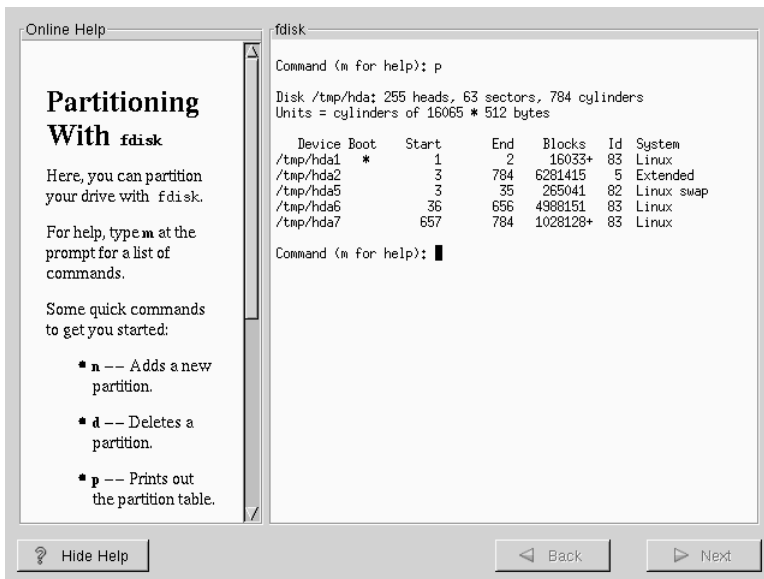 Online Help
Partitioning
With fdisk
Here, you can partition
your drive with fdisk.
For help, type m at the
prompt for a list of
commands.
Some quick commands
to get you started:
n -- Adds a new
partition.
d -- Deletes a
partition.
p -- Prints out
the partition table.
fdisk
Command (m for help): p
Disk /tmp/hda: 255 heads, 63 sectors, 784 cylinders
Units = cylinders of 16065 * 512 bytes
Device Boot Start End Blocks Id System
/tmp/hda1 * 1 2 16033+ 83 Linux
/tmp/hda2 3 784 6281415 5 Extended
/tmp/hda5 3 35 265041 82 Linux swap
/tmp/hda6 36 656 4988151 83 Linux
/tmp/hda7 657 784 1028128+ 83 Linux
Command (m for help):
? Hide Help
Back
Next